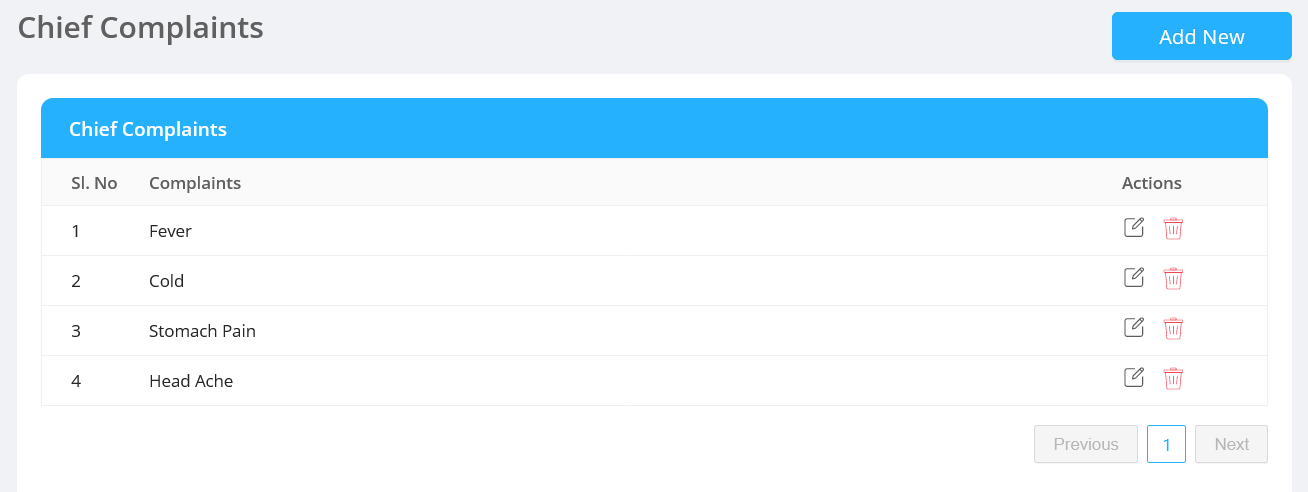 Chief Complaints
Add New
Chief Complaints
Sl. No Complaints Actions
1 Fever
2 Cold
3 Stomach Pain
4 Head Ache
Previous 1 Next